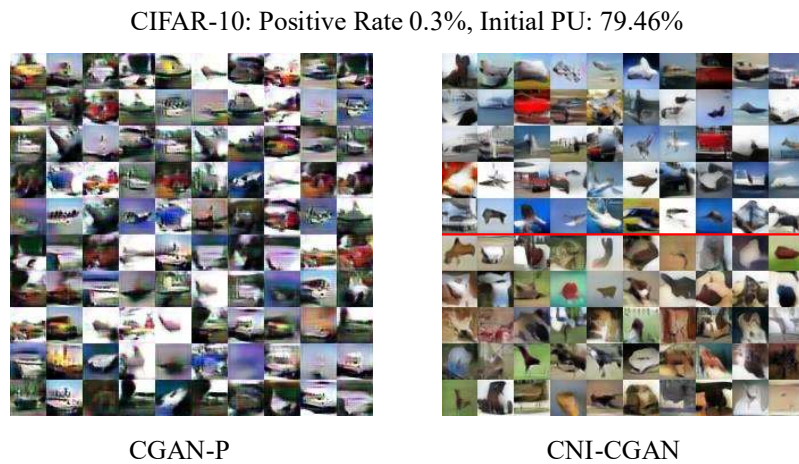 CIFAR-10: Positive Rate 0.3%, Initial PU: 79.46%
CGAN-P
CNI-CGAN